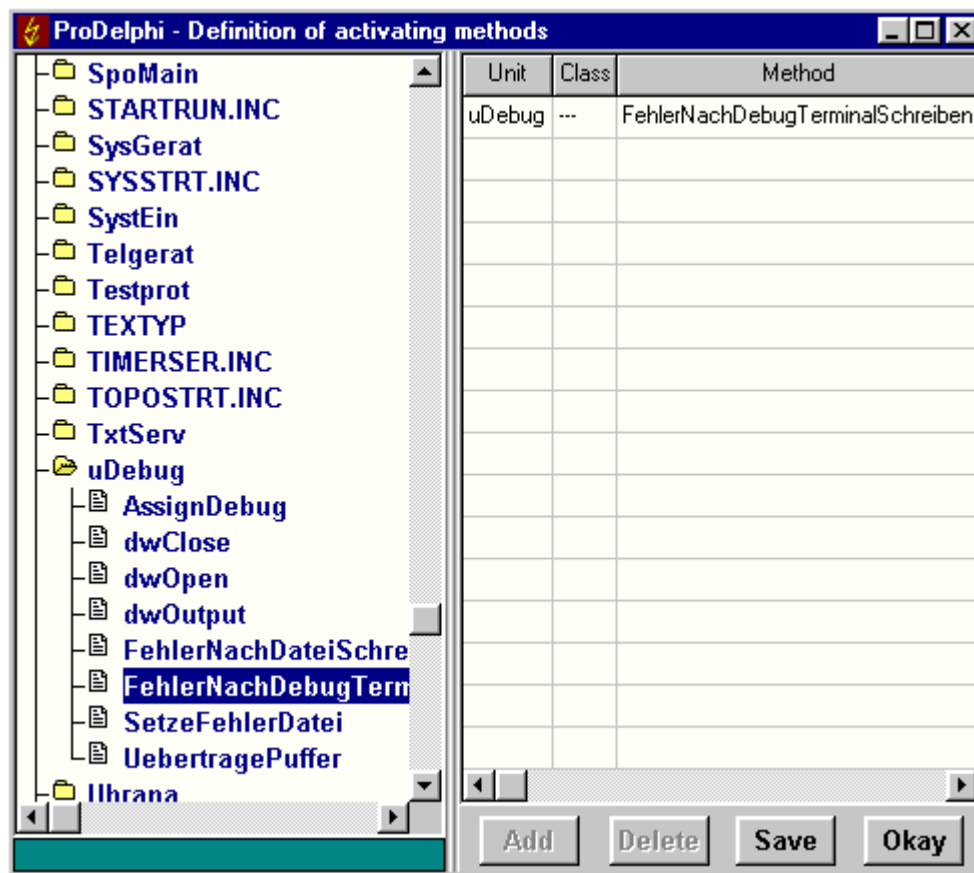 ProDelphi - Definition of activating methods
SpoMain
STARTRUN.INC
SysGerat
SYSSTRT.INC
SystEin
Telgerat
Testprot
TEXTYP
TIMERSER.INC
TOPOSTRT.INC
TxtServ
uDebug
AssignDebug
dwClose
dwOpen
dwOutput
FehlerNachDateiSchre
FehlerNachDebugTerm
SetzeFehlerDatei
UebertragePuffer
Uhrana
Unit Class Method
uDebug --- FehlerNachDebugTerminalSchreiben
Add Delete Save Okay